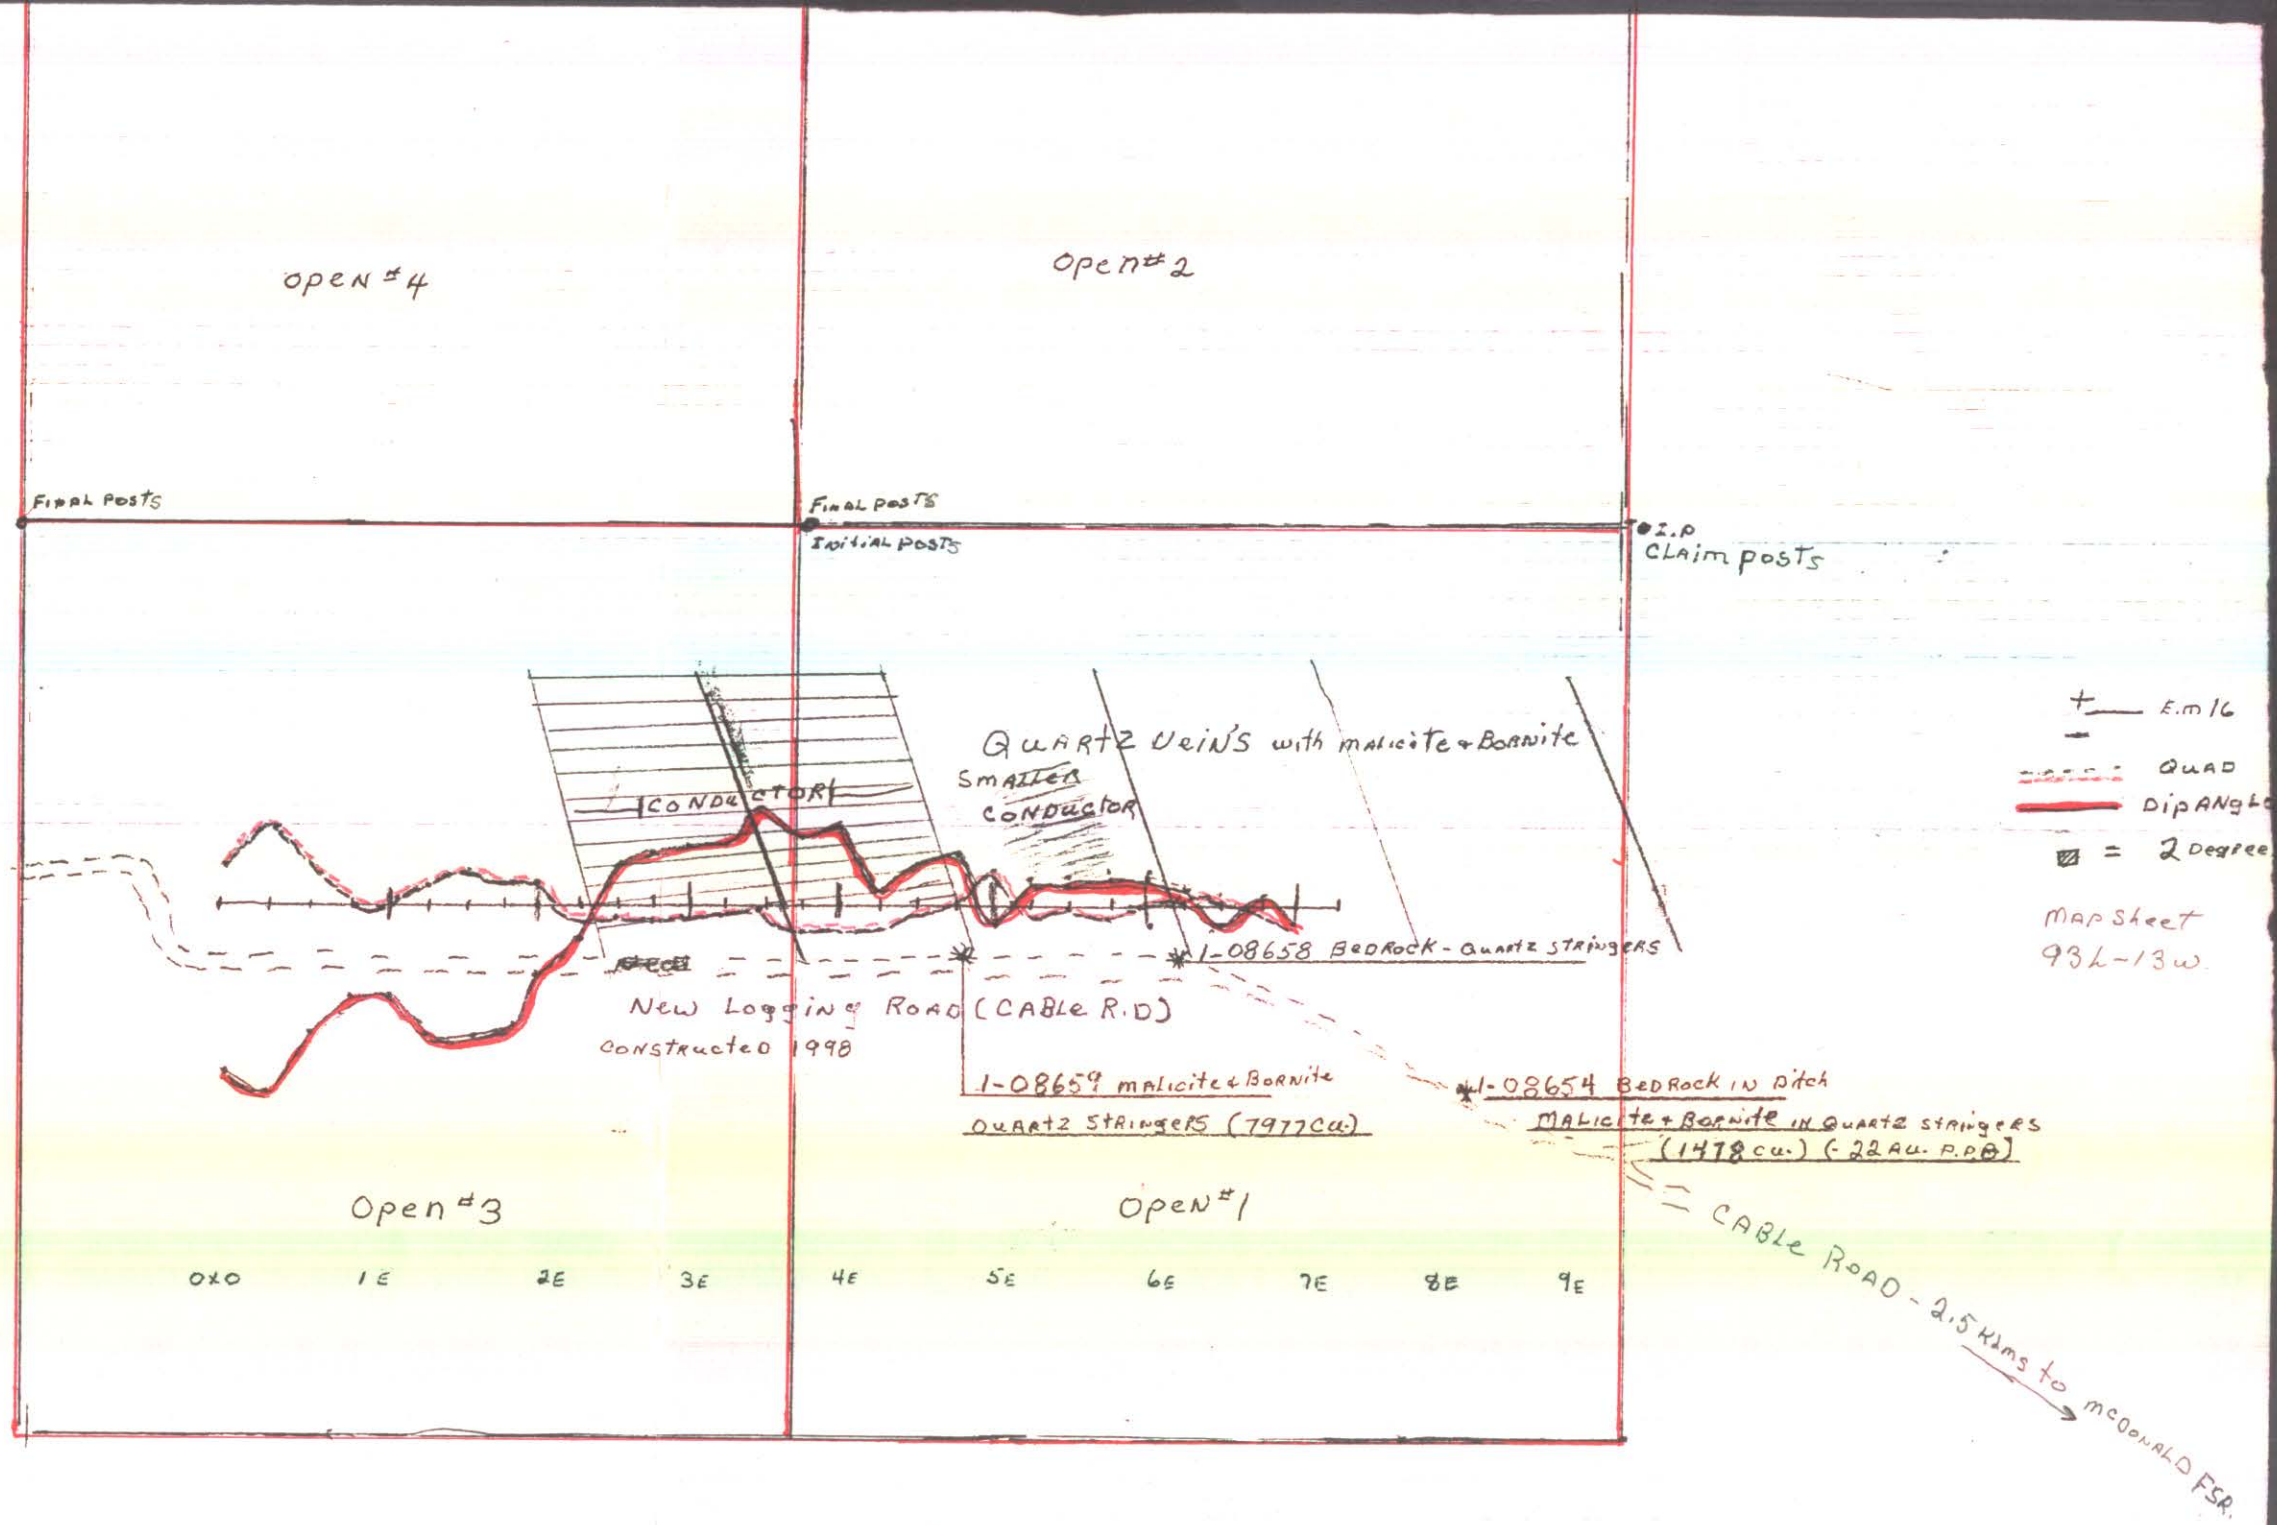 Open #4
Open #2
Final Posts
Final Posts
Initial Posts
I.P
Claim posts
Quartz Vein's with malicite & Bornite
Smaller
Conductor
Conductor
E.m 16
Quad
Dip Angle
= 2 Degree
Map Sheet
93L-13w.
1-08658 Bedrock - Quartz Stringers
New Logging Road (Cable R.D)
Constructed 1998
1-08659 malicite & Bornite
Quartz Stringers (7977 cu.)
1-08654 Bedrock in Ditch
Malicite & Bornite in Quartz stringers
(1478 cu.) (-22 Au. P.P.B)
Open #3
Open #1
0x0 1E 2E 3E 4E 5E 6E 7E 8E 9E
Cable Road - 2.5 Klms to McDonald FSR.